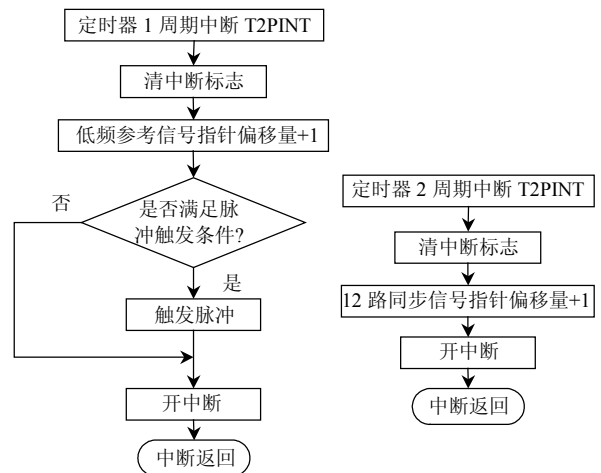 定时器 1 周期中断 T2PINT
清中断标志
低频参考信号指针偏移量+1
否
是否满足脉
冲触发条件?
是
触发脉冲
开中断
中断返回
定时器 2 周期中断 T2PINT
清中断标志
12 路同步信号指针偏移量+1
开中断
中断返回